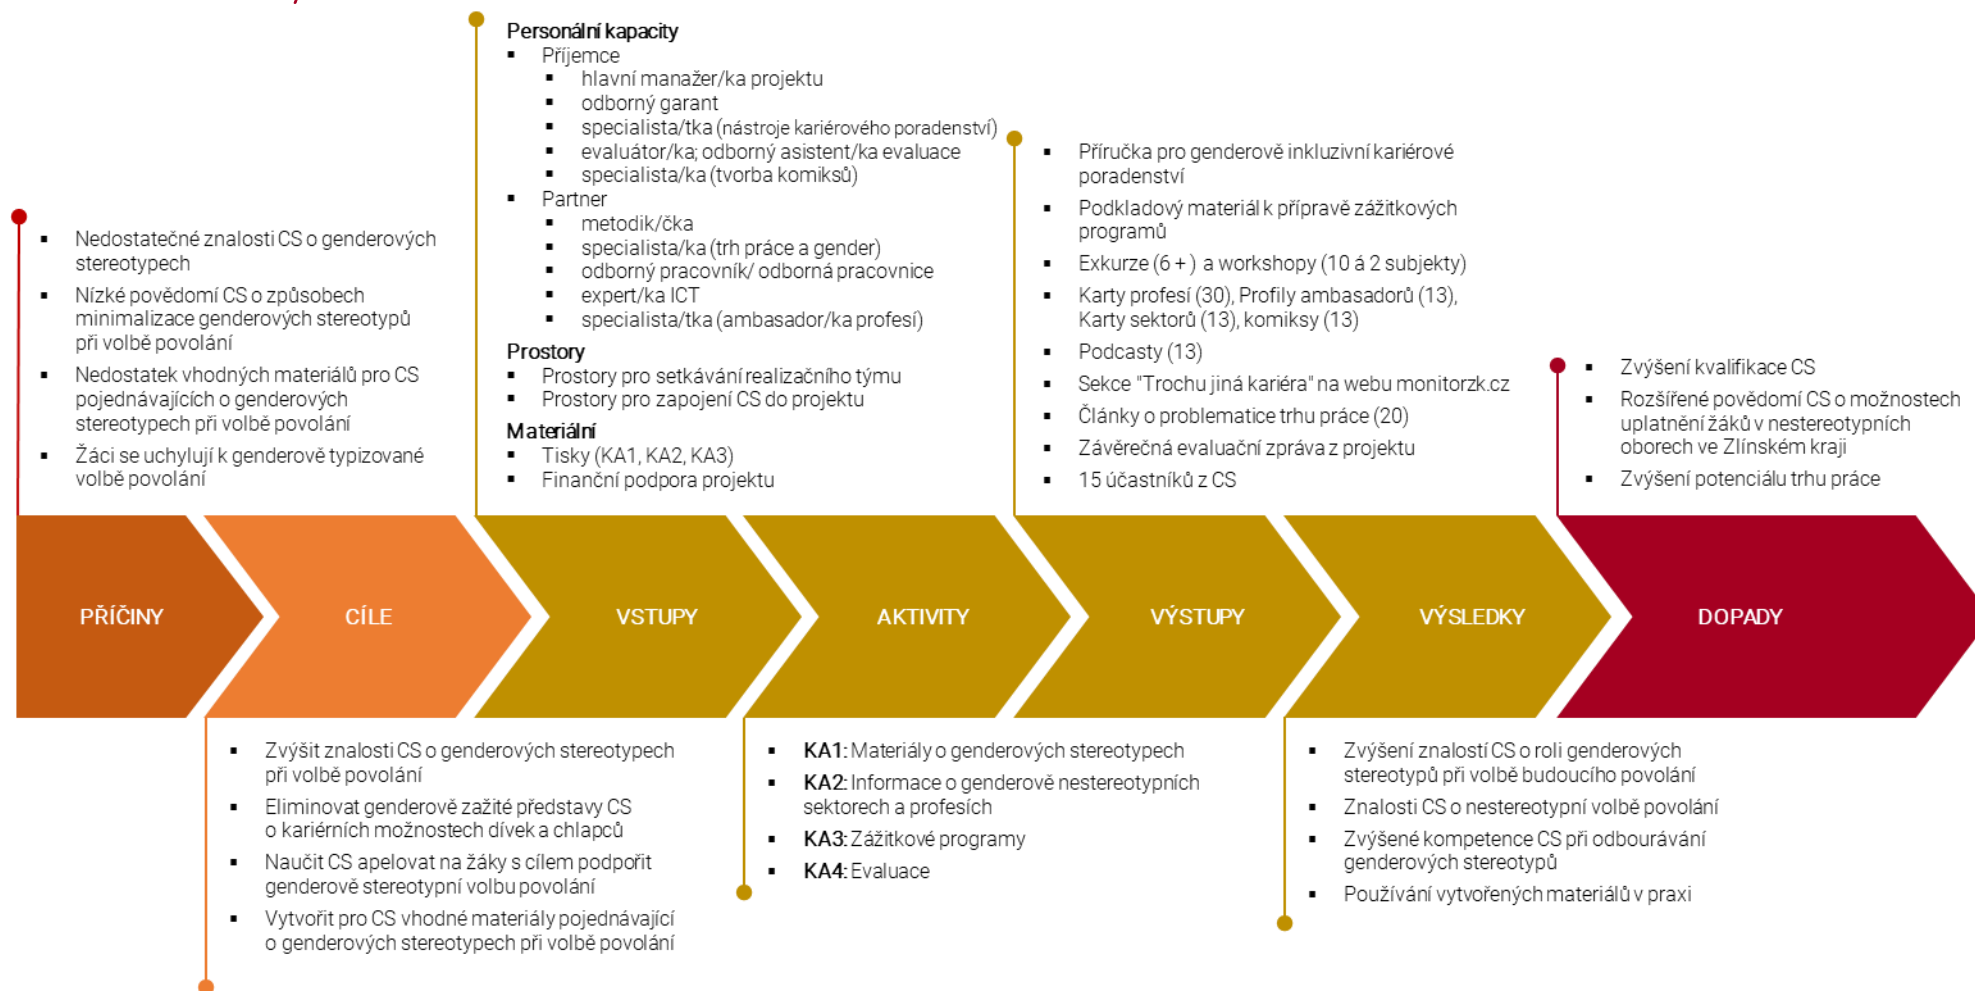 Personální kapacity
▪ Příjemce
▪ hlavní manažer/ka projektu
▪ odborný garant
▪ specialista/tka (nástroje kariérového poradenství)
▪ evaluátor/ka; odborný asistent/ka evaluace
▪ specialista/ka (tvorba komiksů)
▪ Partner
▪ metodik/čka
▪ specialista/ka (trh práce a gender)
▪ odborný pracovník/ odborná pracovnice
▪ expert/ka ICT
▪ specialista/tka (ambasador/ka profesí)
Prostory
▪ Prostory pro setkávání realizačního týmu
▪ Prostory pro zapojení CS do projektu
Materiální
▪ Tisky (KA1, KA2, KA3)
▪ Finanční podpora projektu
▪ Nedostatečné znalosti CS o genderových
stereotypech
▪ Nízké povědomí CS o způsobech
minimalizace genderových stereotypů
při volbě povolání
▪ Nedostatek vhodných materiálů pro CS
pojednávajících o genderových
stereotypech při volbě povolání
▪ Žáci se uchylují k genderově typizované
volbě povolání
▪ Příručka pro genderově inkluzivní kariérové
poradenství
▪ Podkladový materiál k přípravě zážitkových
programů
▪ Exkurze (6 + ) a workshopy (10 á 2 subjekty)
▪ Karty profesí (30), Profily ambasadorů (13),
Karty sektorů (13), komiksy (13)
▪ Podcasty (13)
▪ Sekce "Trochu jiná kariéra" na webu monitorzk.cz
▪ Články o problematice trhu práce (20)
▪ Závěrečná evaluační zpráva z projektu
▪ 15 účastníků z CS
▪ Zvýšení kvalifikace CS
▪ Rozšířené povědomí CS o možnostech
uplatnění žáků v nestereotypních
oborech ve Zlínském kraji
▪ Zvýšení potenciálu trhu práce
PŘÍČINY
CÍLE
VSTUPY
AKTIVITY
VÝSTUPY
VÝSLEDKY
DOPADY
▪ Zvýšit znalosti CS o genderových stereotypech
při volbě povolání
▪ Eliminovat genderově zažité představy CS
o kariérních možnostech dívek a chlapců
▪ Naučit CS apelovat na žáky s cílem podpořit
genderově stereotypní volbu povolání
▪ Vytvořit pro CS vhodné materiály pojednávající
o genderových stereotypech při volbě povolání
▪ KA1: Materiály o genderových stereotypech
▪ KA2: Informace o genderově nestereotypních
sektorech a profesích
▪ KA3: Zážitkové programy
▪ KA4: Evaluace
▪ Zvýšení znalostí CS o roli genderových
stereotypů při volbě budoucího povolání
▪ Znalosti CS o nestereotypní volbě povolání
▪ Zvýšené kompetence CS při odbourávání
genderových stereotypů
▪ Používání vytvořených materiálů v praxi